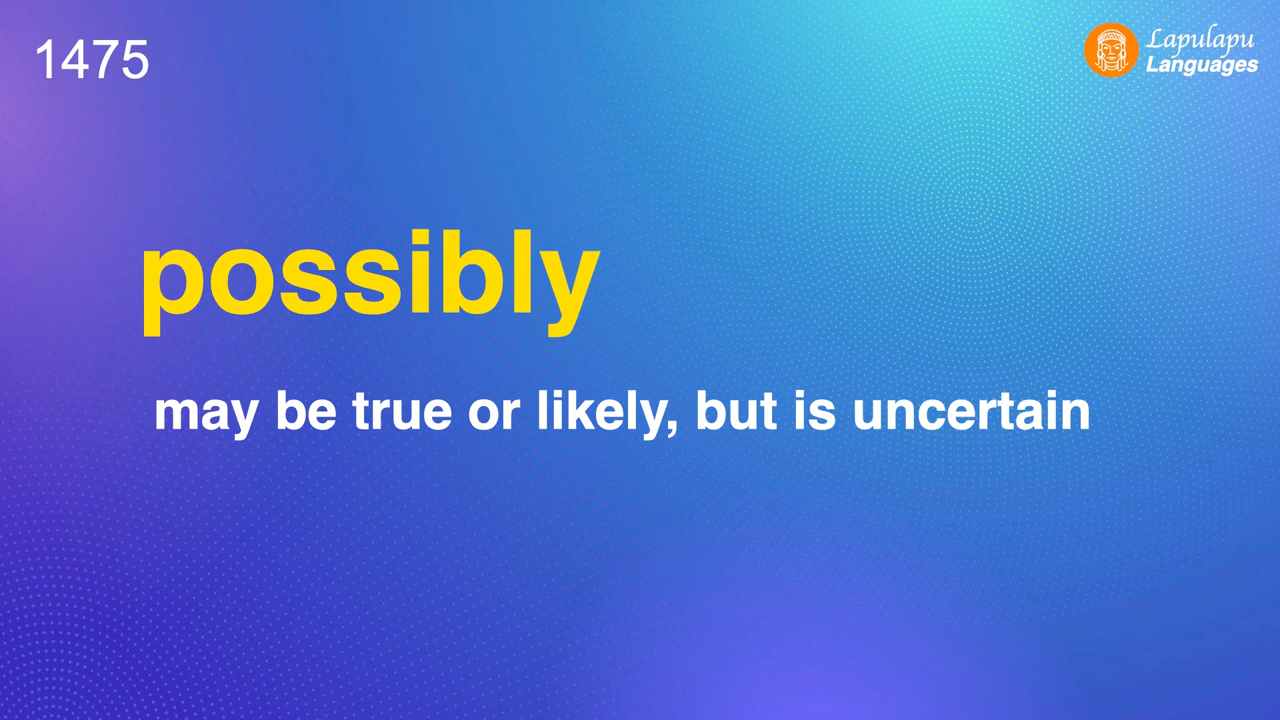 1475
Lapulapu
Languages
possibly
may be true or likely, but is uncertain